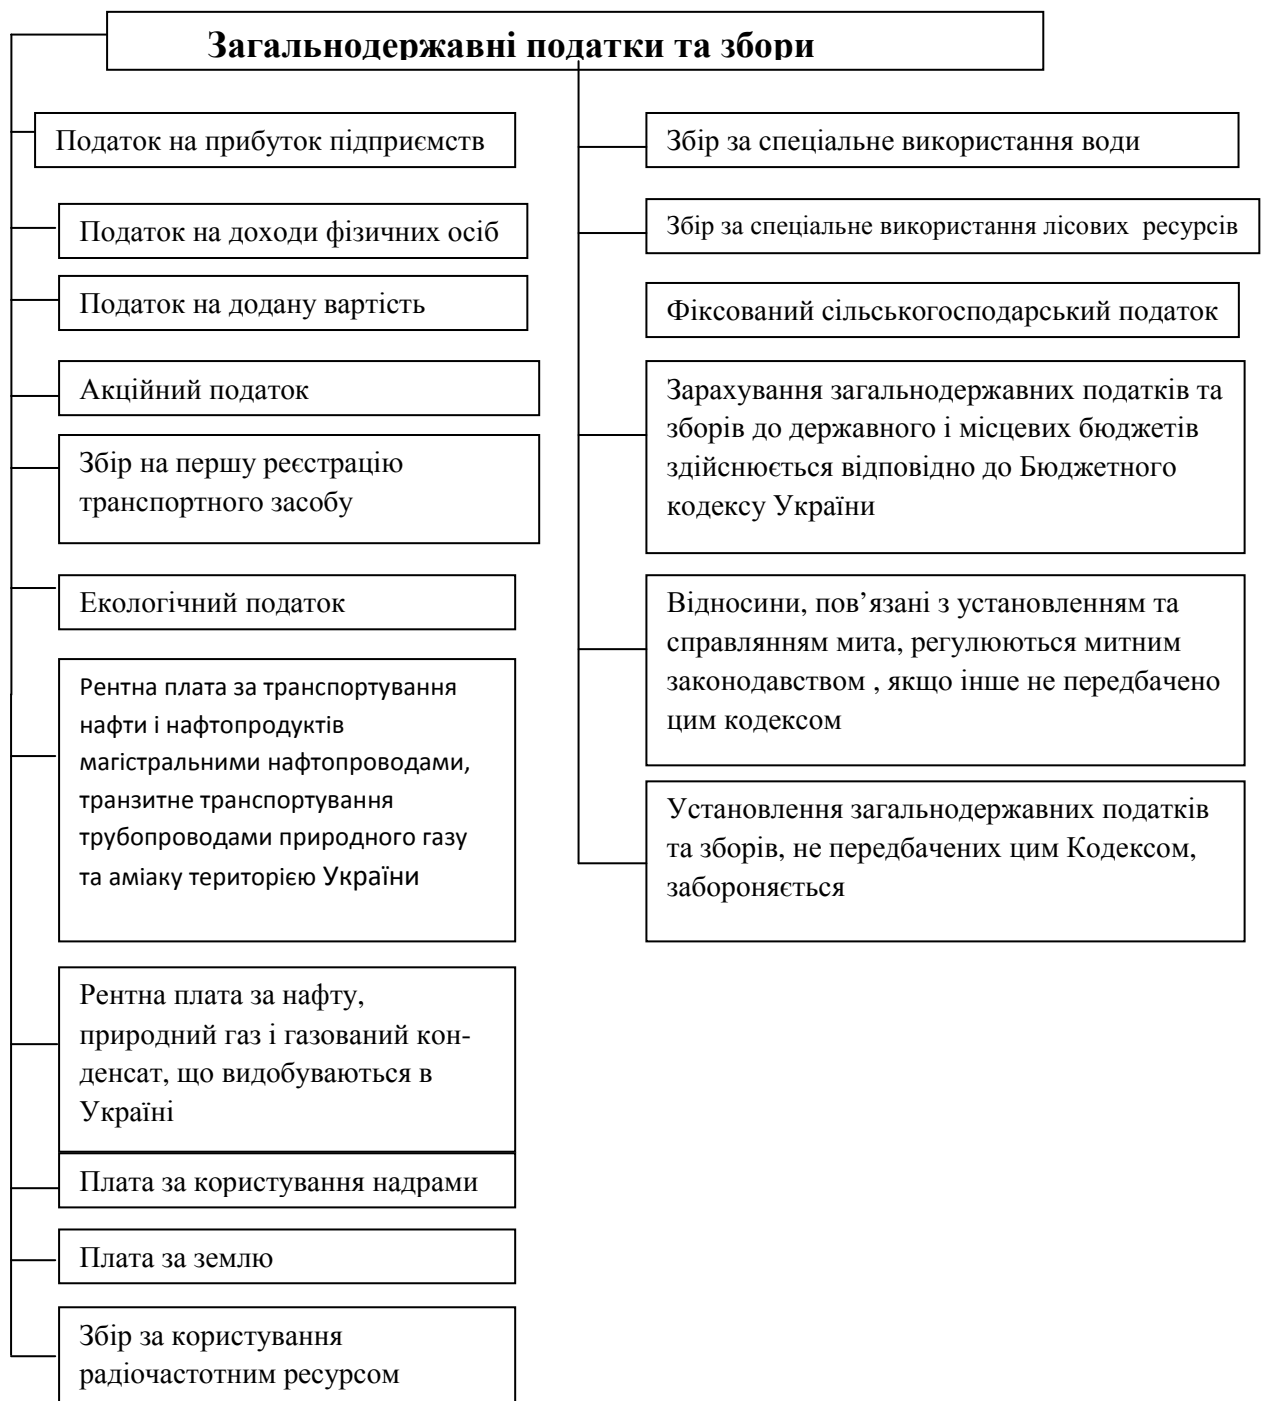 Загальнодержавні податки та збори
Податок на прибуток підприємств
Податок на доходи фізичних осіб
Податок на додану вартість
Акційний податок
Збір на першу реєстрацію
транспортного засобу
Екологічний податок
Рентна плата за транспортування
нафти і нафтопродуктів
магістральними нафтопроводами,
транзитне транспортування
трубопроводами природного газу
та аміаку територією України
Рентна плата за нафту,
природний газ і газований кон-
денсат, що видобуваються в
Україні
Плата за користування надрами
Плата за землю
Збір за користування
радіочастотним ресурсом
Збір за спеціальне використання води
Збір за спеціальне використання лісових ресурсів
Фіксований сільськогосподарський податок
Зарахування загальнодержавних податків та
зборів до державного і місцевих бюджетів
здійснюється відповідно до Бюджетного
кодексу України
Відносини, пов’язані з установленням та
справлянням мита, регулюються митним
законодавством , якщо інше не передбачено
цим кодексом
Установлення загальнодержавних податків
та зборів, не передбачених цим Кодексом,
забороняється